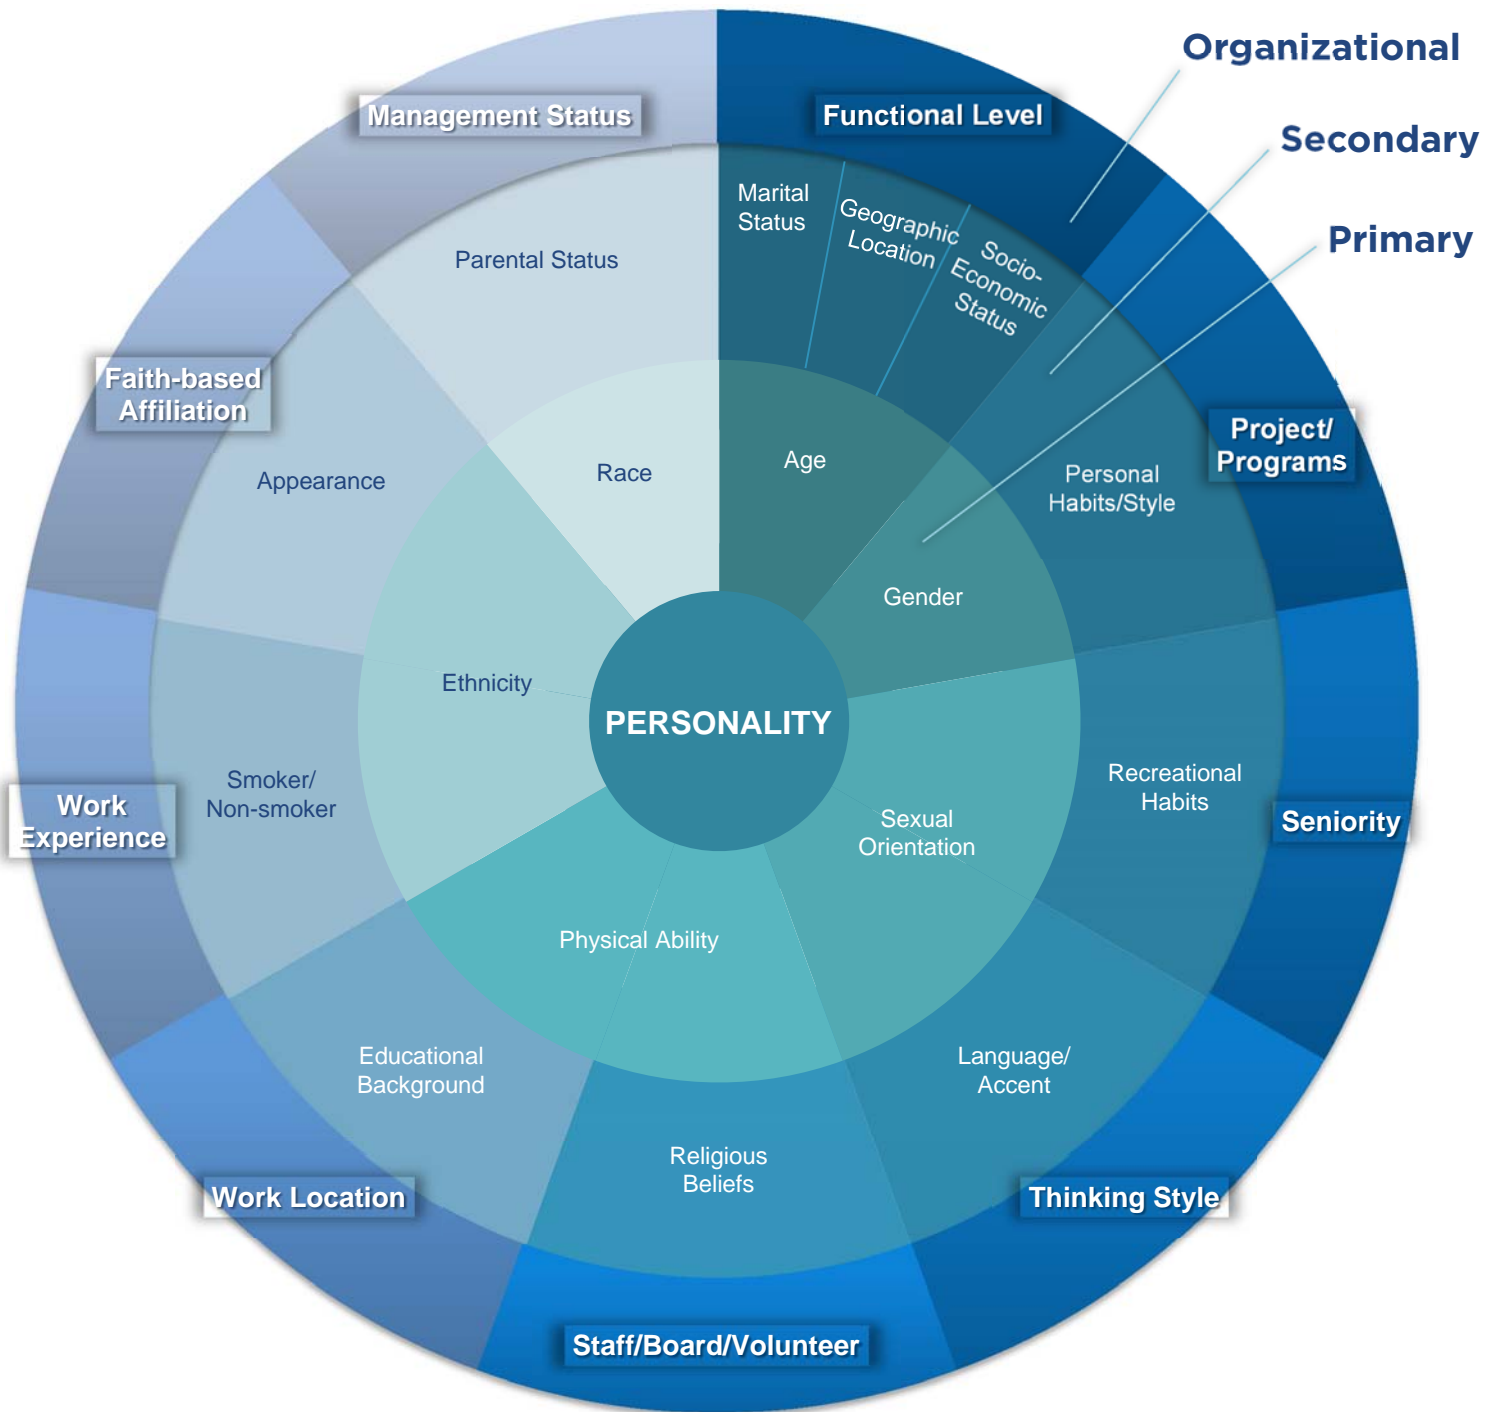 Organizational
Secondary
Primary
Management Status
Functional Level
Marital
Status
Geographic
Location
Socio-
Economic
Status
Parental Status
Faith-based
Affiliation
Appearance
Race
Age
Personal
Habits/Style
Project/
Programs
Gender
Ethnicity
PERSONALITY
Smoker/
Non-smoker
Work
Experience
Sexual
Orientation
Recreational
Habits
Seniority
Physical Ability
Educational
Background
Language/
Accent
Religious
Beliefs
Work Location
Thinking Style
Staff/Board/Volunteer